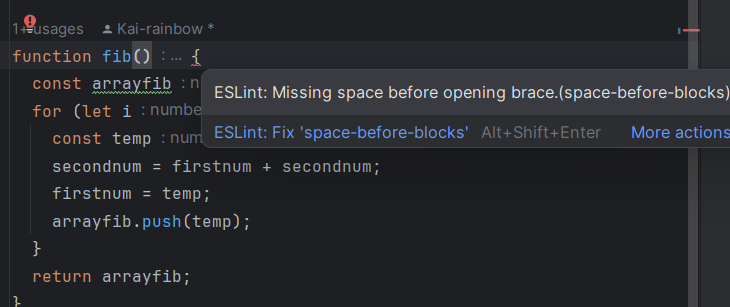 1+ usages Kai-rainbow *
function fib() : ... {
const arrayfib : n
for (let i : numbe
const temp : num
secondnum = firstnum + secondnum;
firstnum = temp;
arrayfib.push(temp);
}
return arrayfib;
}
ESLint: Missing space before opening brace.(space-before-blocks)
ESLint: Fix 'space-before-blocks' Alt+Shift+Enter More actions